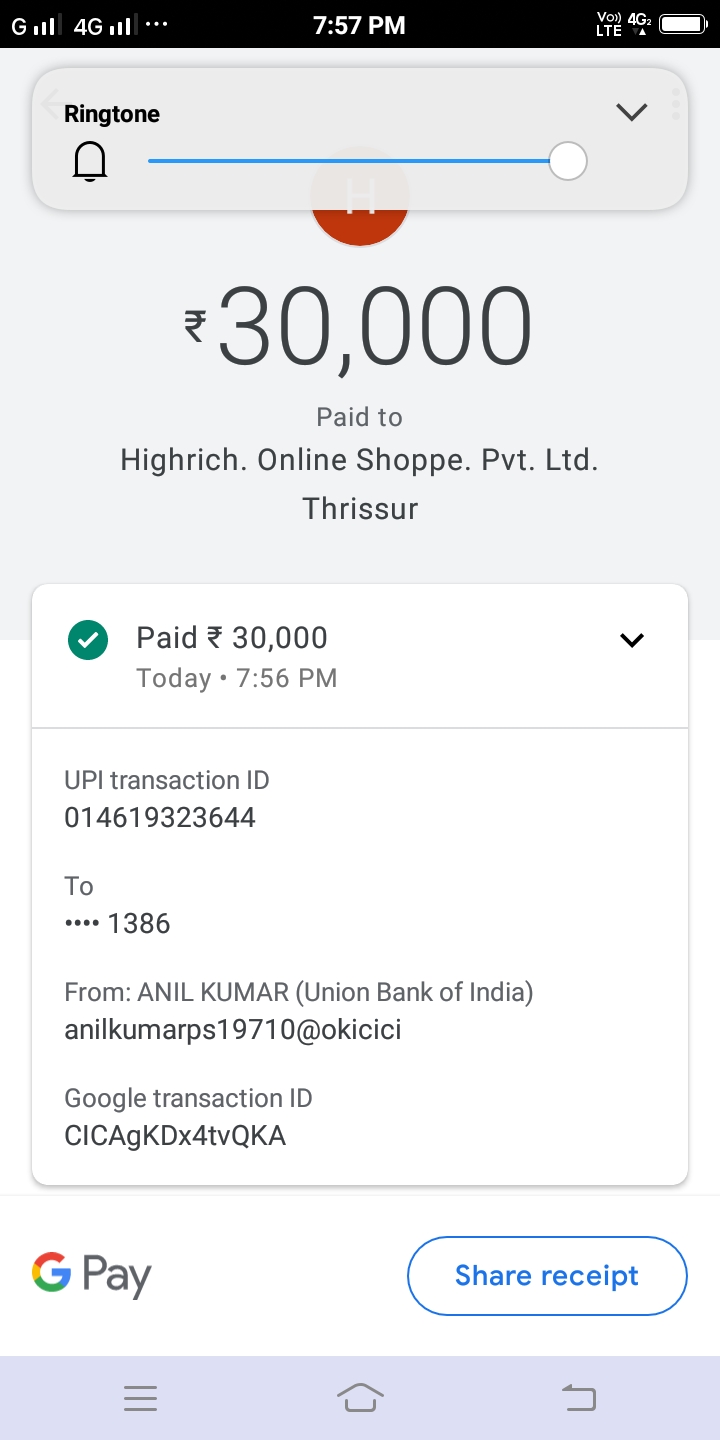 G 4G 7:57 PM Vo)) LTE 4G2
Ringtone
H
₹30,000
Paid to
Highrich. Online Shoppe. Pvt. Ltd.
Thrissur
Paid ₹ 30,000
Today • 7:56 PM
UPI transaction ID
014619323644
To
•••• 1386
From: ANIL KUMAR (Union Bank of India)
anilkumarps19710@okicici
Google transaction ID
CICAgKDx4tvQKA
G Pay
Share receipt